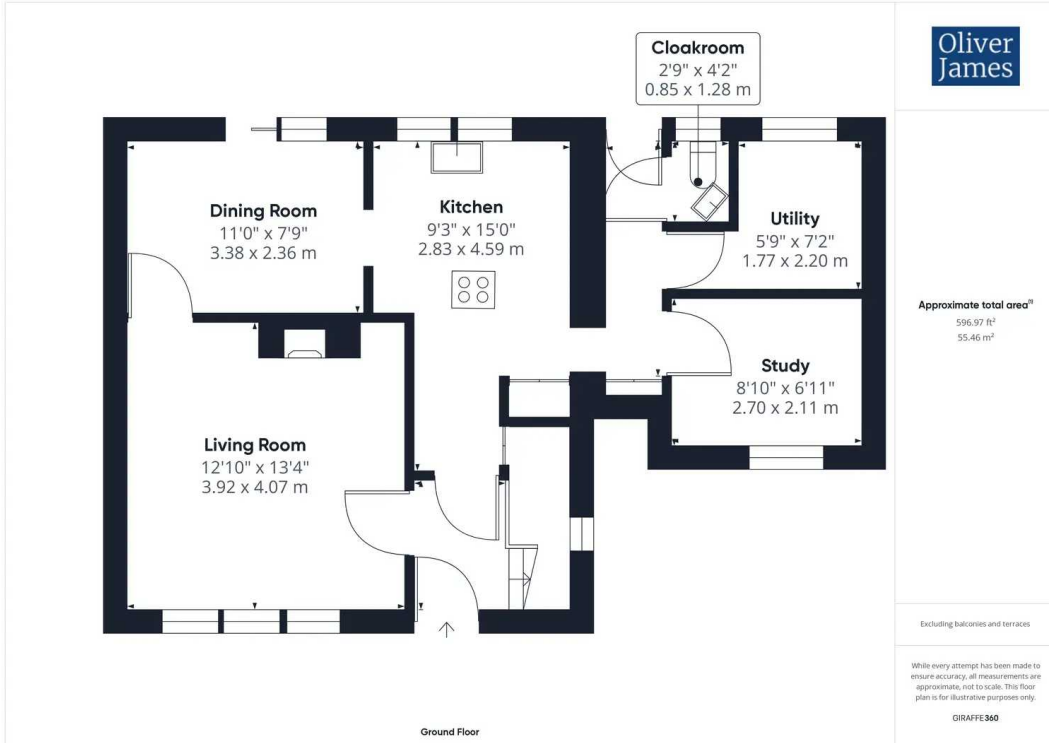 Cloakroom
2'9" x 4'2"
0.85 x 1.28 m
Dining Room
11'0" x 7'9"
3.38 x 2.36 m
Kitchen
9'3" x 15'0"
2.83 x 4.59 m
Utility
5'9" x 7'2"
1.77 x 2.20 m
Study
8'10" x 6'11"
2.70 x 2.11 m
Living Room
12'10" x 13'4"
3.92 x 4.07 m
Ground Floor
Oliver
James
Approximate total area⁽¹⁾
596.97 ft²
55.46 m²
Excluding balconies and terraces
While every attempt has been made to
ensure accuracy, all measurements are
approximate, not to scale. This floor
plan is for illustrative purposes only.
GIRAFFE360